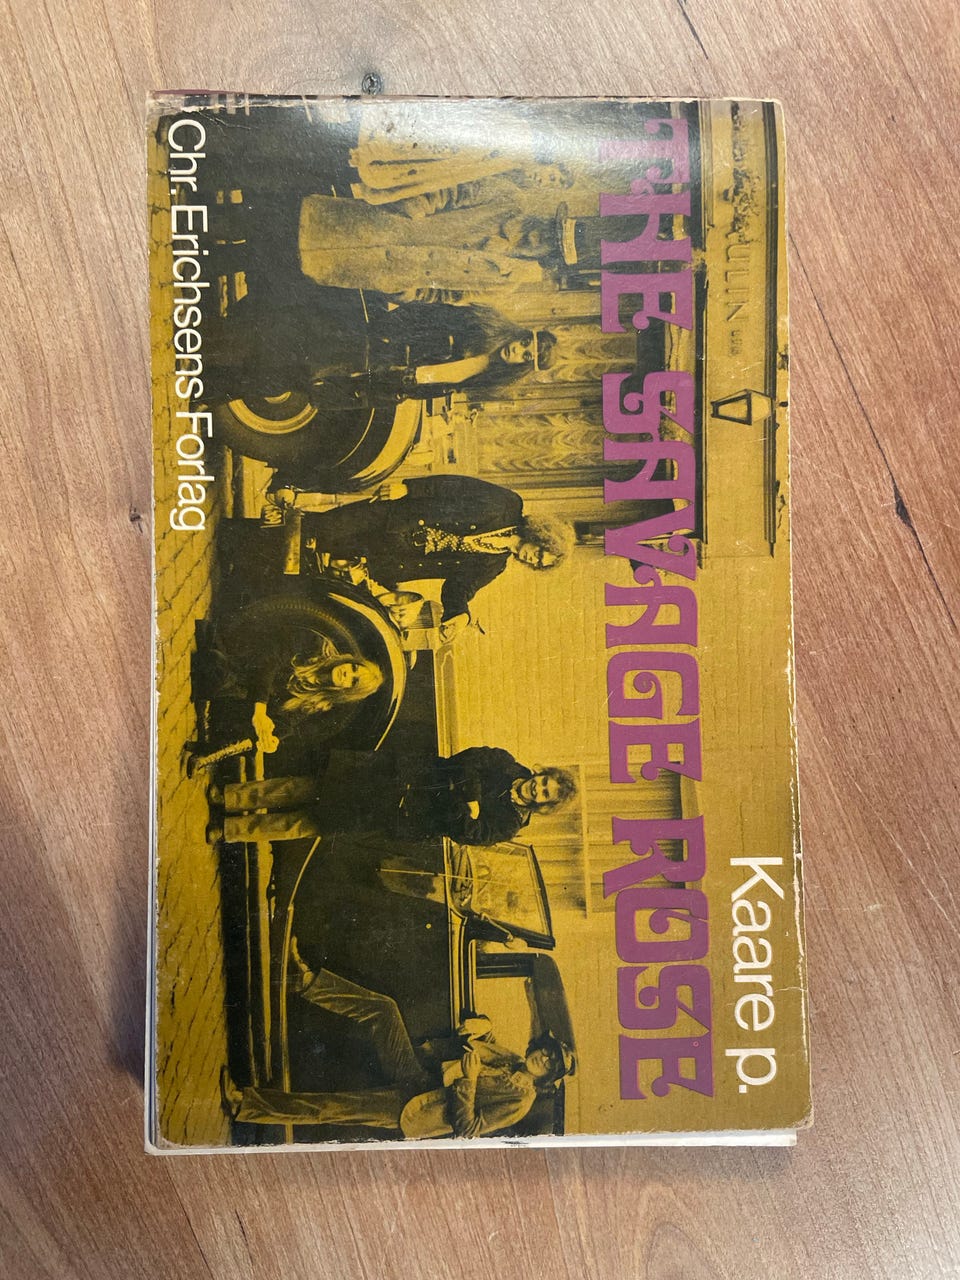 Kaare p.
THE SAVAGE ROSE
Chr. Erichsens Forlag